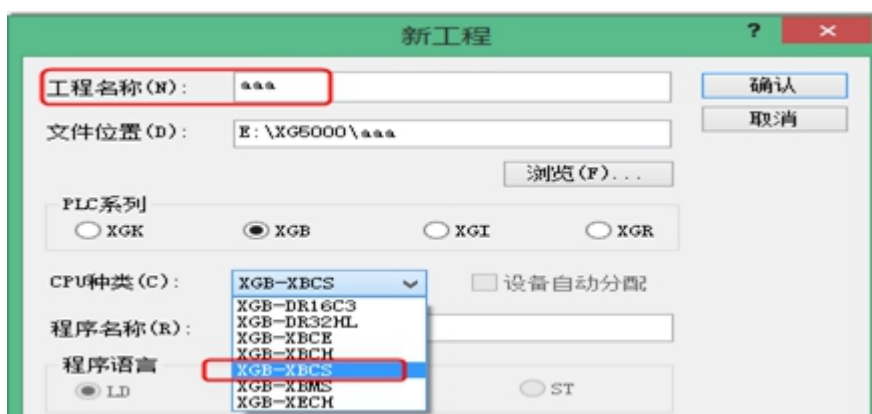 新工程
?
×
工程名称(N):
aaa
确认
文件位置(D):
E:\XG5000\aaa
取消
浏览(F)...
PLC系列
XGK
XGB
XGI
XGR
CPU种类(C):
XGB-XBCS
设备自动分配
XGB-DR16C3
XGB-DR32HL
XGB-XBCE
程序名称(R):
XGB-XBCH
程序语言
XGB-XBCS
LD
XGB-XBMS
ST
XGB-XECH